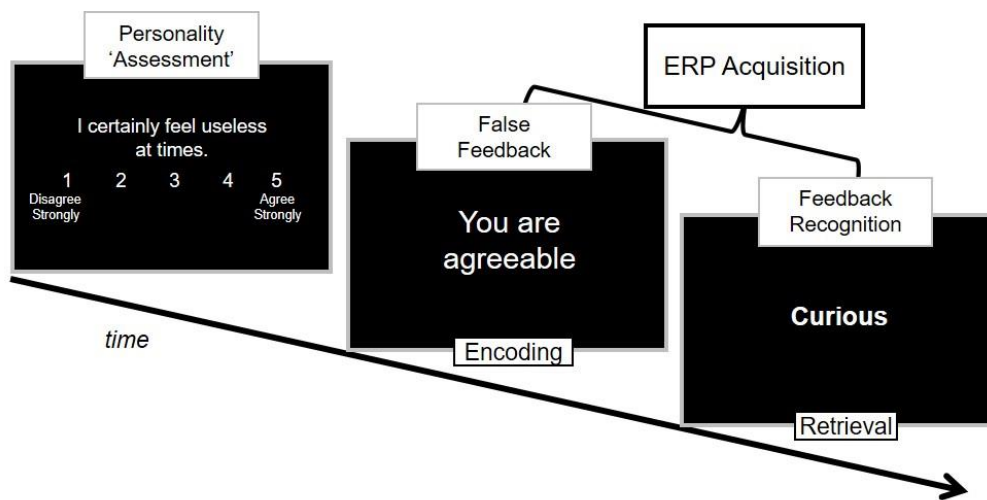 Personality
'Assessment'
I certainly feel useless
at times.
1 2 3 4 5
Disagree
Strongly
Agree
Strongly
ERP Acquisition
False
Feedback
You are
agreeable
Encoding
Feedback
Recognition
Curious
Retrieval
time